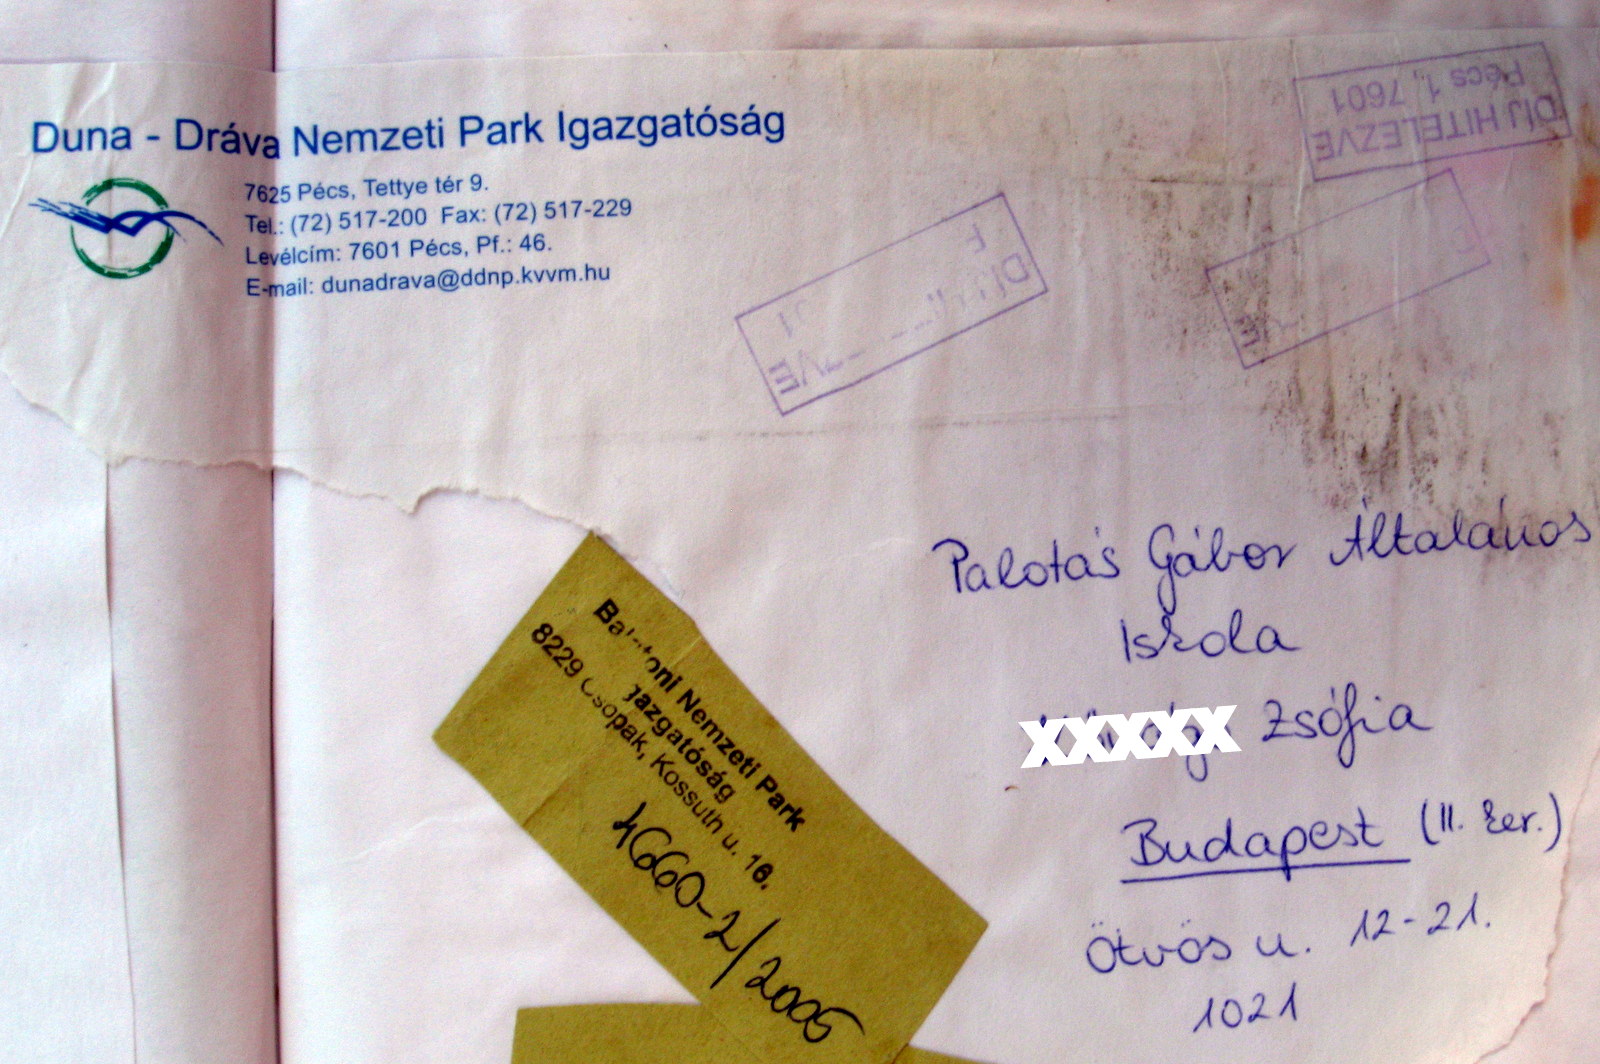 Duna - Dráva Nemzeti Park Igazgatóság
7625 Pécs, Tettye tér 9.
Tel.: (72) 517-200 Fax: (72) 517-229
Levélcím: 7601 Pécs, Pf.: 46.
E-mail: dunadrava@ddnp.kvvm.hu
DÍJ HITELEZVE
Pécs 1, 7601
Palotás Gábor Általános
Iskola
XXXXX Zsófia
Budapest (II. ker.)
Ötvös u. 12-21.
1021
Nemzeti Park
8229 Csopak, Kossuth u. 16.
4660-2/2005